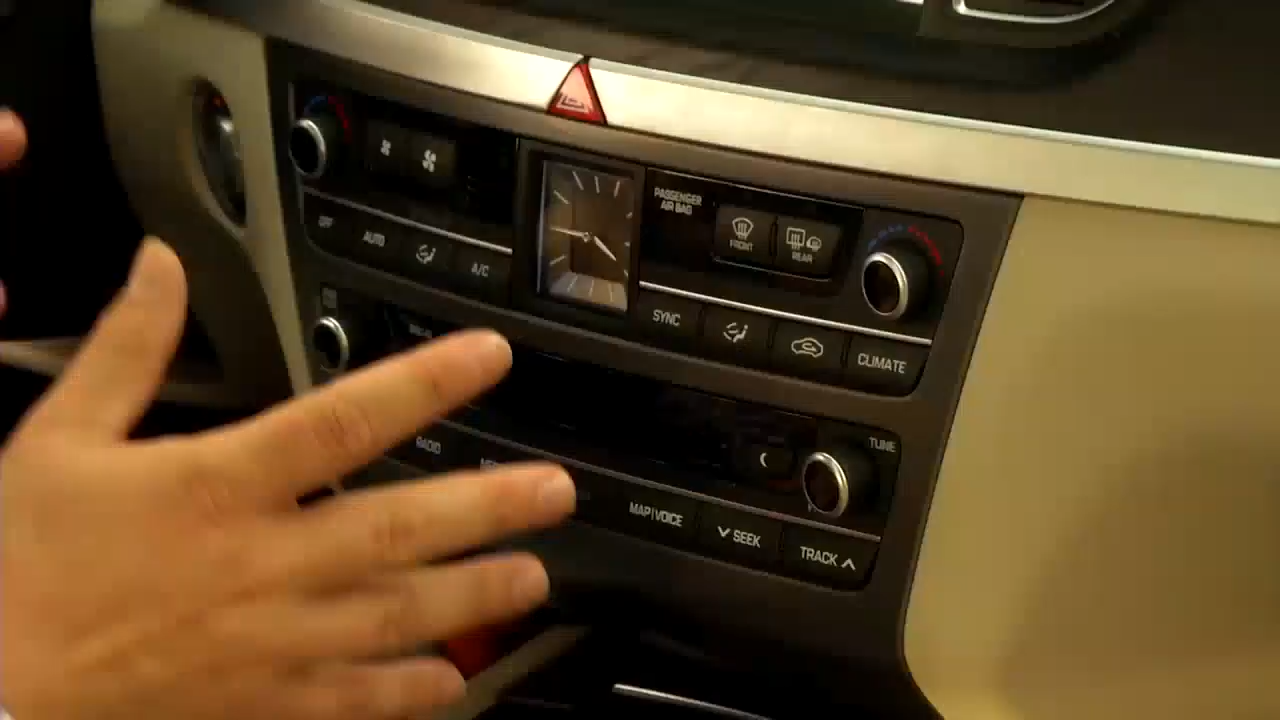 PASSENGER
AIR BAG
FRONT
REAR
OFF
AUTO
A/C
SYNC
CLIMATE
TUNE
RADIO
MAP|VOICE
SEEK
TRACK